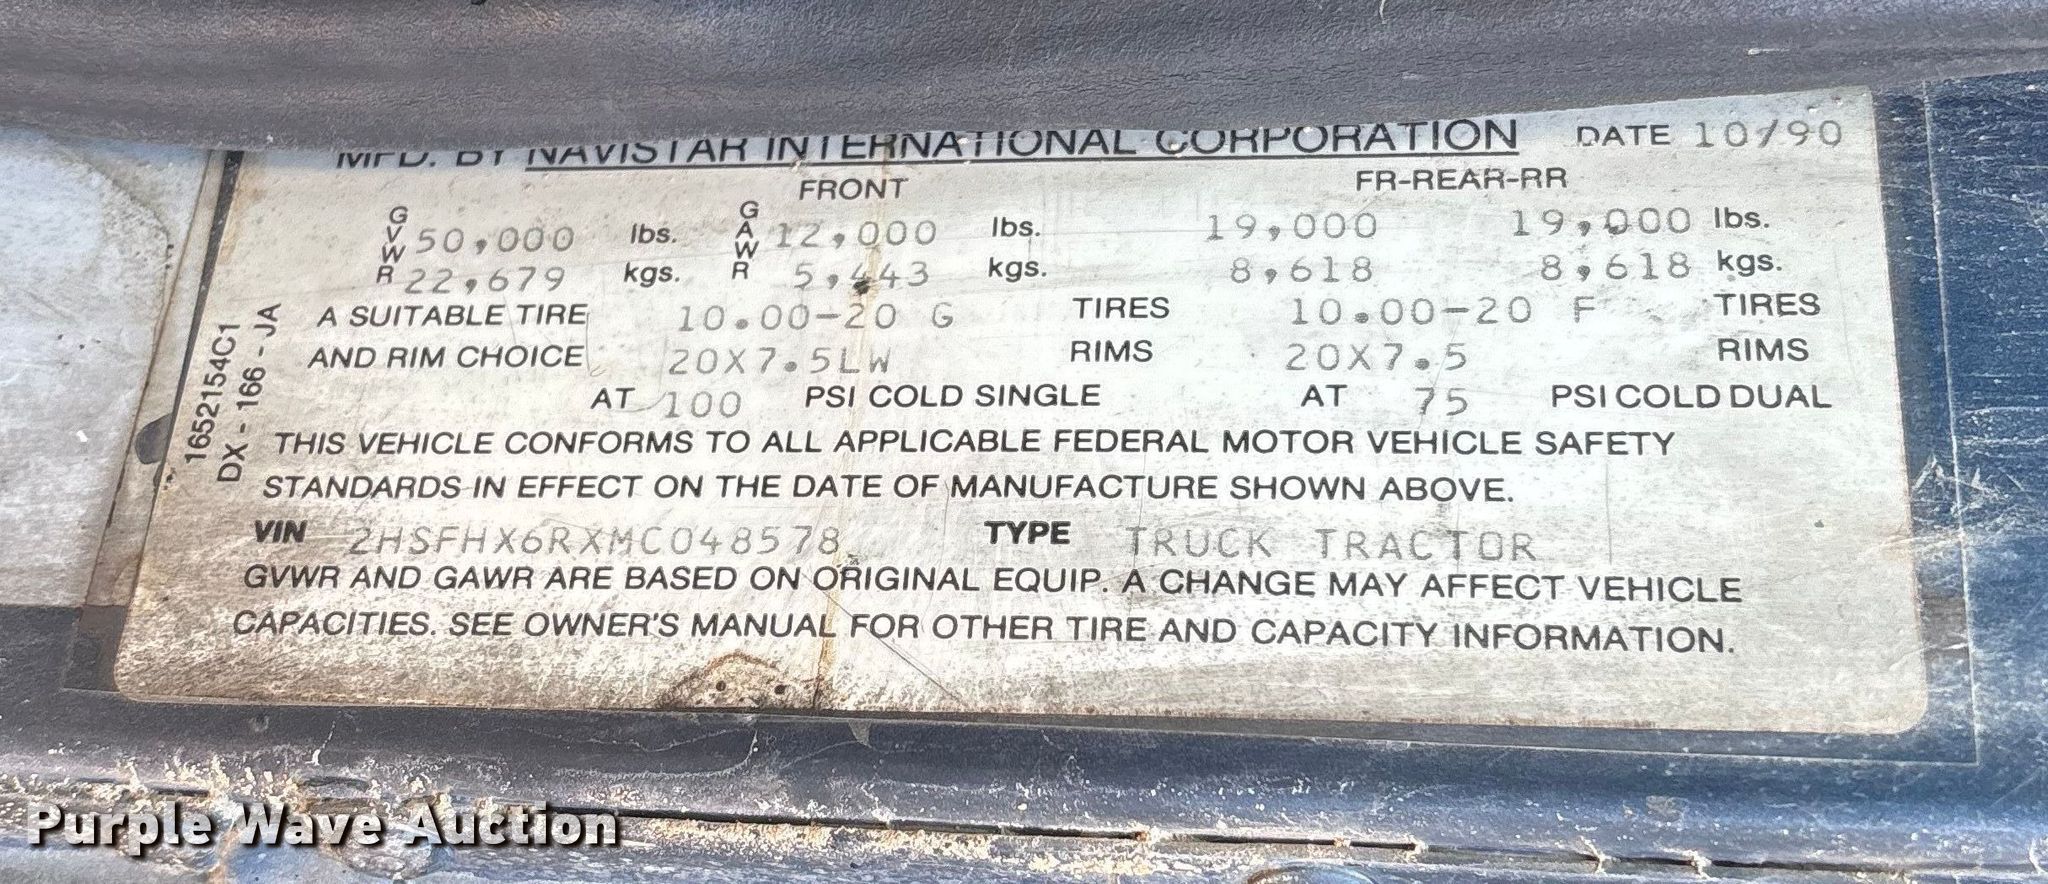 MFD. BY NAVISTAR INTERNATIONAL CORPORATION DATE 10/90
FRONT FR-REAR-RR
GVWR 50,000 lbs. GAWR 12,000 lbs. 19,000 19,000 lbs.
22,679 kgs. 5,443 kgs. 8,618 8,618 kgs.
A SUITABLE TIRE 10.00-20 G TIRES 10.00-20 F TIRES
AND RIM CHOICE 20X7.5LW RIMS 20X7.5 RIMS
AT 100 PSI COLD SINGLE AT 75 PSI COLD DUAL
THIS VEHICLE CONFORMS TO ALL APPLICABLE FEDERAL MOTOR VEHICLE SAFETY
STANDARDS IN EFFECT ON THE DATE OF MANUFACTURE SHOWN ABOVE.
VIN 2HSFHX6RXMC048578 TYPE TRUCK TRACTOR
GVWR AND GAWR ARE BASED ON ORIGINAL EQUIP. A CHANGE MAY AFFECT VEHICLE
CAPACITIES. SEE OWNER'S MANUAL FOR OTHER TIRE AND CAPACITY INFORMATION.
1652154C1
DX - 166 - JA
Purple Wave Auction